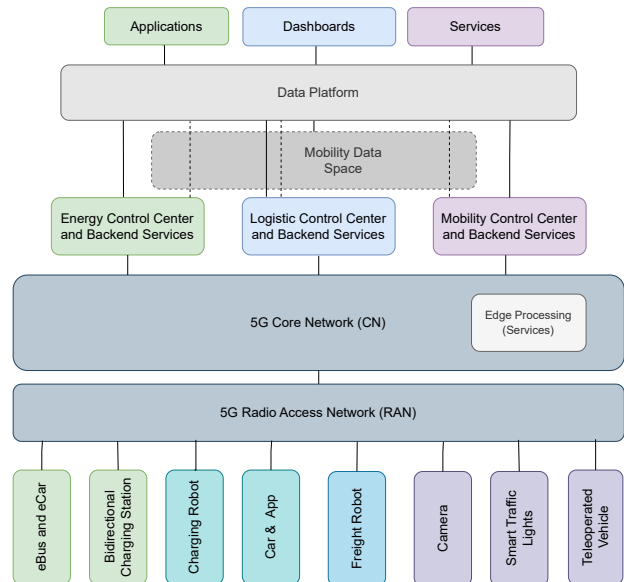 Applications
Dashboards
Services
Data Platform
Mobility Data
Space
Energy Control Center
and Backend Services
Logistic Control Center
and Backend Services
Mobility Control Center
and Backend Services
5G Core Network (CN)
Edge Processing
(Services)
5G Radio Access Network (RAN)
eBus and eCar
Bidirectional
Charging Station
Charging Robot
Car & App
Freight Robot
Camera
Smart Traffic
Lights
Teleoperated
Vehicle